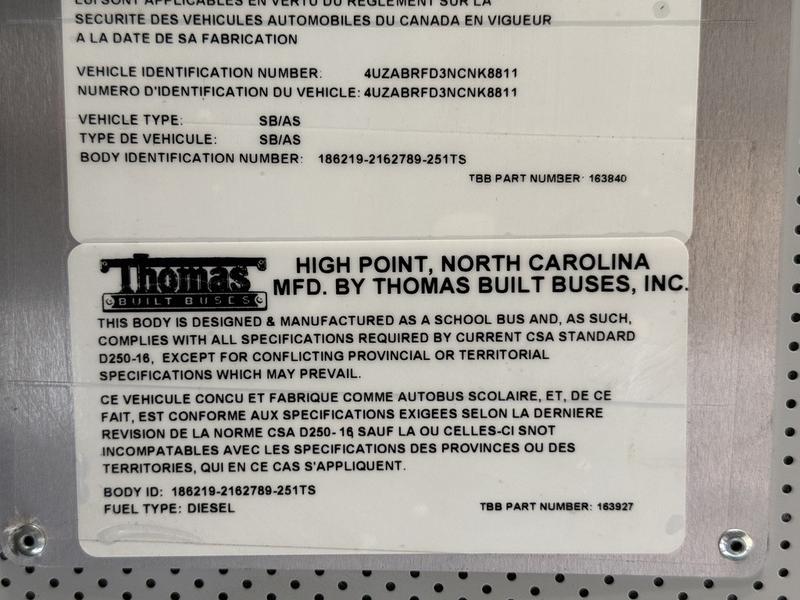 LUI SONT APPLICABLES EN VERTU DU REGLEMENT SUR LA
SECURITE DES VEHICULES AUTOMOBILES DU CANADA EN VIGUEUR
A LA DATE DE SA FABRICATION
VEHICLE IDENTIFICATION NUMBER: 4UZABRFD3NCNK8811
NUMERO D'IDENTIFICATION DU VEHICLE: 4UZABRFD3NCNK8811
VEHICLE TYPE: SB/AS
TYPE DE VEHICULE: SB/AS
BODY IDENTIFICATION NUMBER: 186219-2162789-251TS
TBB PART NUMBER: 163840
Thomas
BUILT BUSES
HIGH POINT, NORTH CAROLINA
MFD. BY THOMAS BUILT BUSES, INC.
THIS BODY IS DESIGNED & MANUFACTURED AS A SCHOOL BUS AND, AS SUCH,
COMPLIES WITH ALL SPECIFICATIONS REQUIRED BY CURRENT CSA STANDARD
D250-16, EXCEPT FOR CONFLICTING PROVINCIAL OR TERRITORIAL
SPECIFICATIONS WHICH MAY PREVAIL.
CE VEHICULE CONCU ET FABRIQUE COMME AUTOBUS SCOLAIRE, ET, DE CE
FAIT, EST CONFORME AUX SPECIFICATIONS EXIGEES SELON LA DERNIERE
REVISION DE LA NORME CSA D250-16, SAUF LA OU CELLES-CI SNOT
INCOMPATABLES AVEC LES SPECIFICATIONS DES PROVINCES OU DES
TERRITORIES, QUI EN CE CAS S'APPLIQUENT.
BODY ID: 186219-2162789-251TS
FUEL TYPE: DIESEL
TBB PART NUMBER: 163927